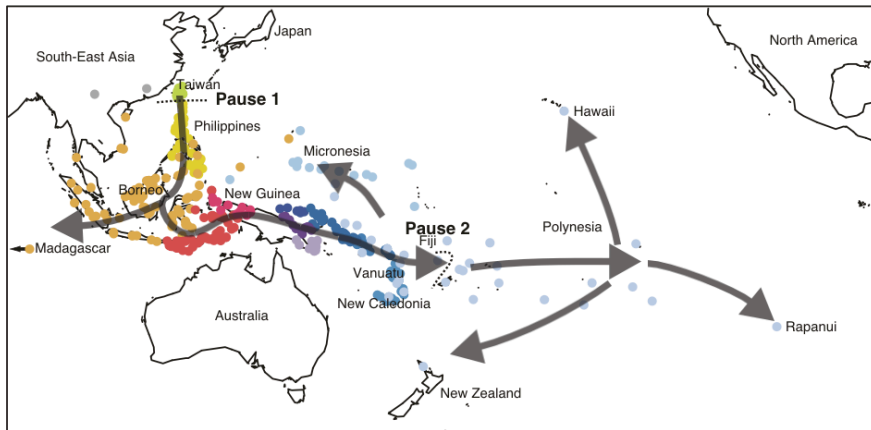 Japan
North America
South-East Asia
Taiwan
Pause 1
Hawaii
Philippines
Micronesia
Borneo
New Guinea
Pause 2
Polynesia
Fiji
Madagascar
Vanuatu
New Caledonia
Australia
Rapanui
New Zealand